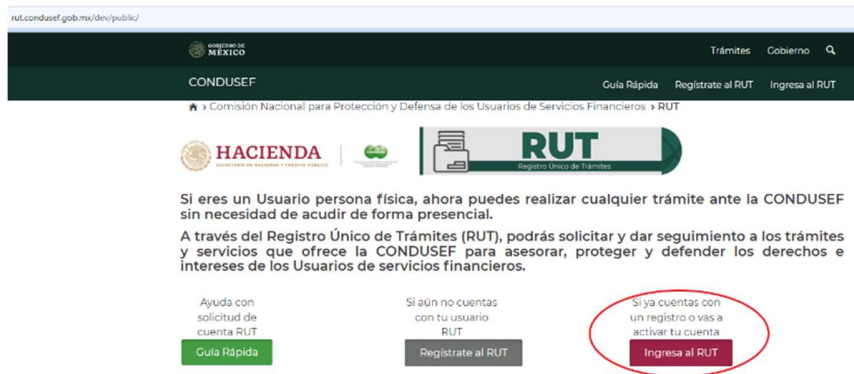 rut.condusef.gob.mx/dev/public/
GOBIERNO DE
MÉXICO
Trámites Gobierno
CONDUSEF
Guía Rápida Regístrate al RUT Ingresa al RUT
> Comisión Nacional para Protección y Defensa de los Usuarios de Servicios Financieros > RUT
HACIENDA
SECRETARÍA DE HACIENDA Y CRÉDITO PÚBLICO
RUT
Registro Único de Trámites
Si eres un Usuario persona física, ahora puedes realizar cualquier trámite ante la CONDUSEF
sin necesidad de acudir de forma presencial.
A través del Registro Único de Trámites (RUT), podrás solicitar y dar seguimiento a los trámites
y servicios que ofrece la CONDUSEF para asesorar, proteger y defender los derechos e
intereses de los Usuarios de servicios financieros.
Ayuda con
solicitud de
cuenta RUT
Guía Rápida
Si aún no cuentas
con tu usuario
RUT
Regístrate al RUT
Si ya cuentas con
un registro o vas a
activar tu cuenta
Ingresa al RUT